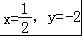 x=1/2, y=-2